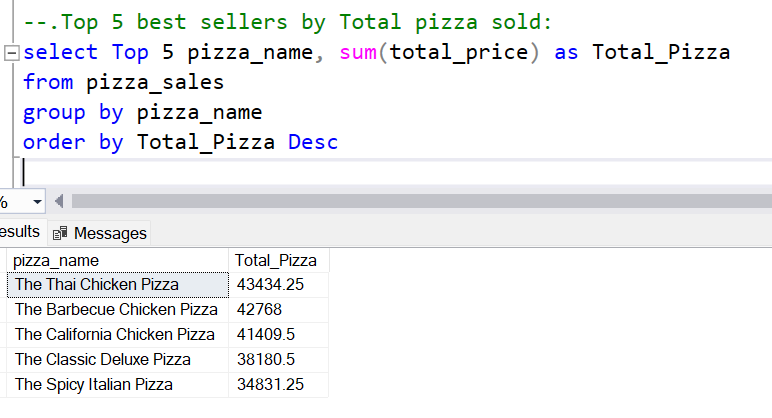 --.Top 5 best sellers by Total pizza sold:
select Top 5 pizza_name, sum(total_price) as Total_Pizza
from pizza_sales
group by pizza_name
order by Total_Pizza Desc
%
esults Messages
pizza_name Total_Pizza
The Thai Chicken Pizza 43434.25
The Barbecue Chicken Pizza 42768
The California Chicken Pizza 41409.5
The Classic Deluxe Pizza 38180.5
The Spicy Italian Pizza 34831.25